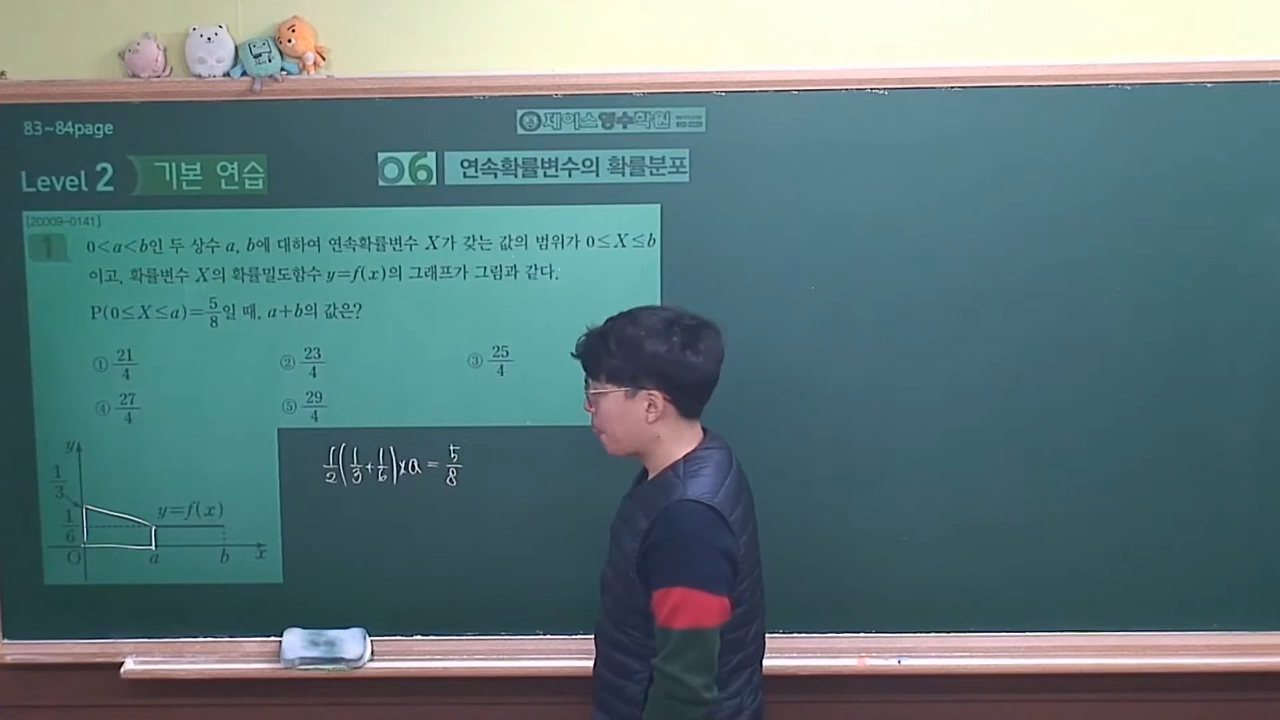 83~84page
제이스영수학원
Level 2 기본 연습
06 연속확률변수의 확률분포
[20009-0141]
1 0<a<b인 두 상수 a, b에 대하여 연속확률변수 X가 갖는 값의 범위가 0≤X≤b
이고, 확률변수 X의 확률밀도함수 y=f(x)의 그래프가 그림과 같다.
P(0≤X≤a)=5/8일 때, a+b의 값은?
① 21/4 ② 23/4 ③ 25/4
④ 27/4 ⑤ 29/4
1/2(1/3+1/6)×a=5/8
y
1/3
y=f(x)
1/6
O a b x